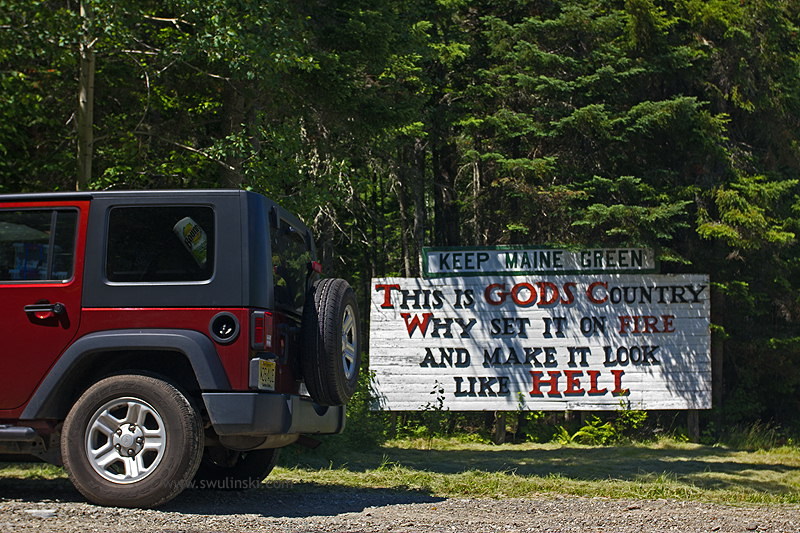 KEEP MAINE GREEN
THIS IS GODS COUNTRY
WHY SET IT ON FIRE
AND MAKE IT LOOK
LIKE HELL
www.swulinski.com